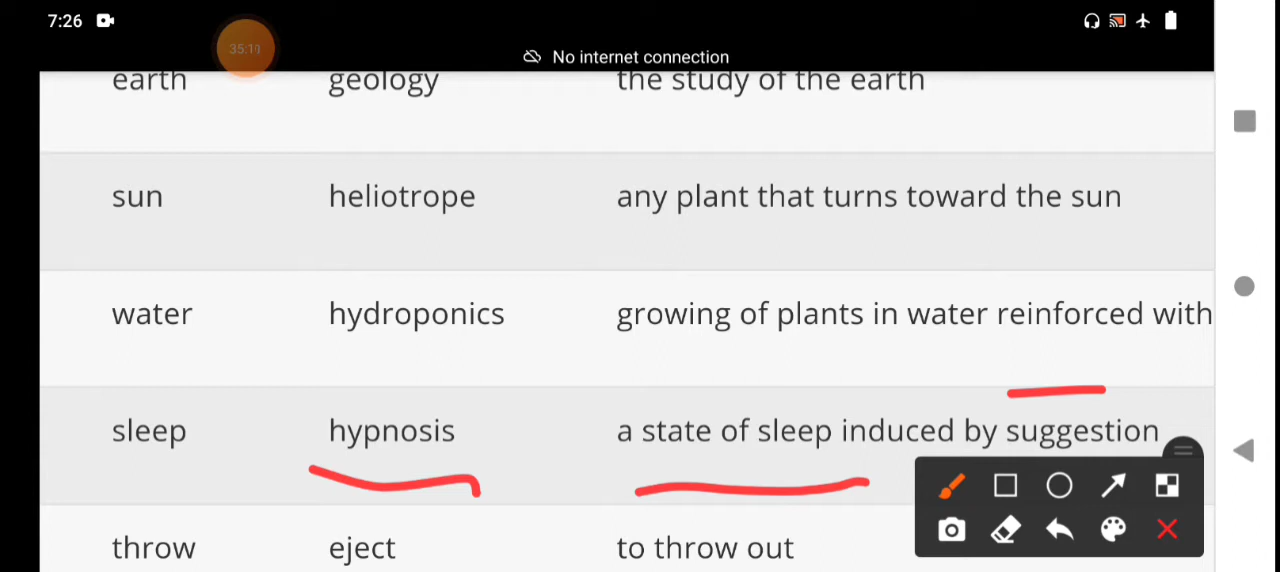 7:26
35:11
No internet connection
earth geology the study of the earth
sun heliotrope any plant that turns toward the sun
water hydroponics growing of plants in water reinforced with
sleep hypnosis a state of sleep induced by suggestion
throw eject to throw out